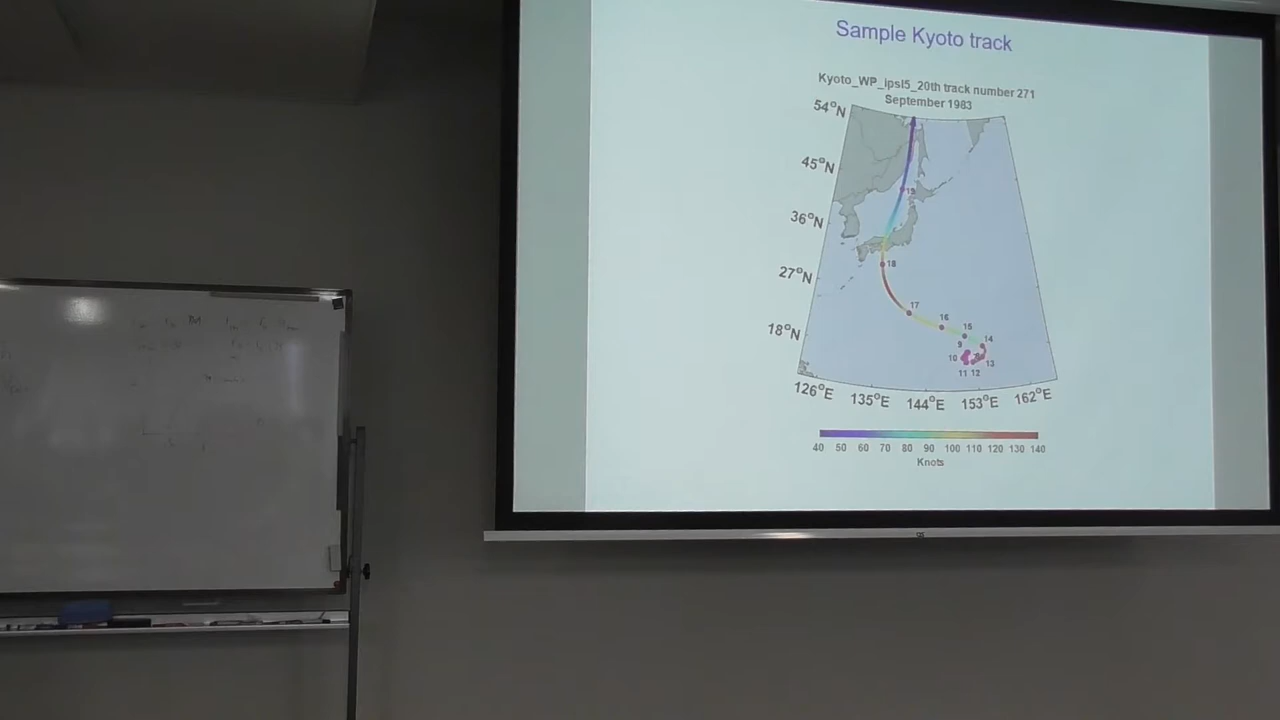 Sample Kyoto track
Kyoto_WP_ipsl5_20th track number 271
September 1983
54°N
45°N
36°N
27°N
18°N
19
18
17
16
15
14
9
10
13
11 12
126°E 135°E 144°E 153°E 162°E
40 50 60 70 80 90 100 110 120 130 140
Knots